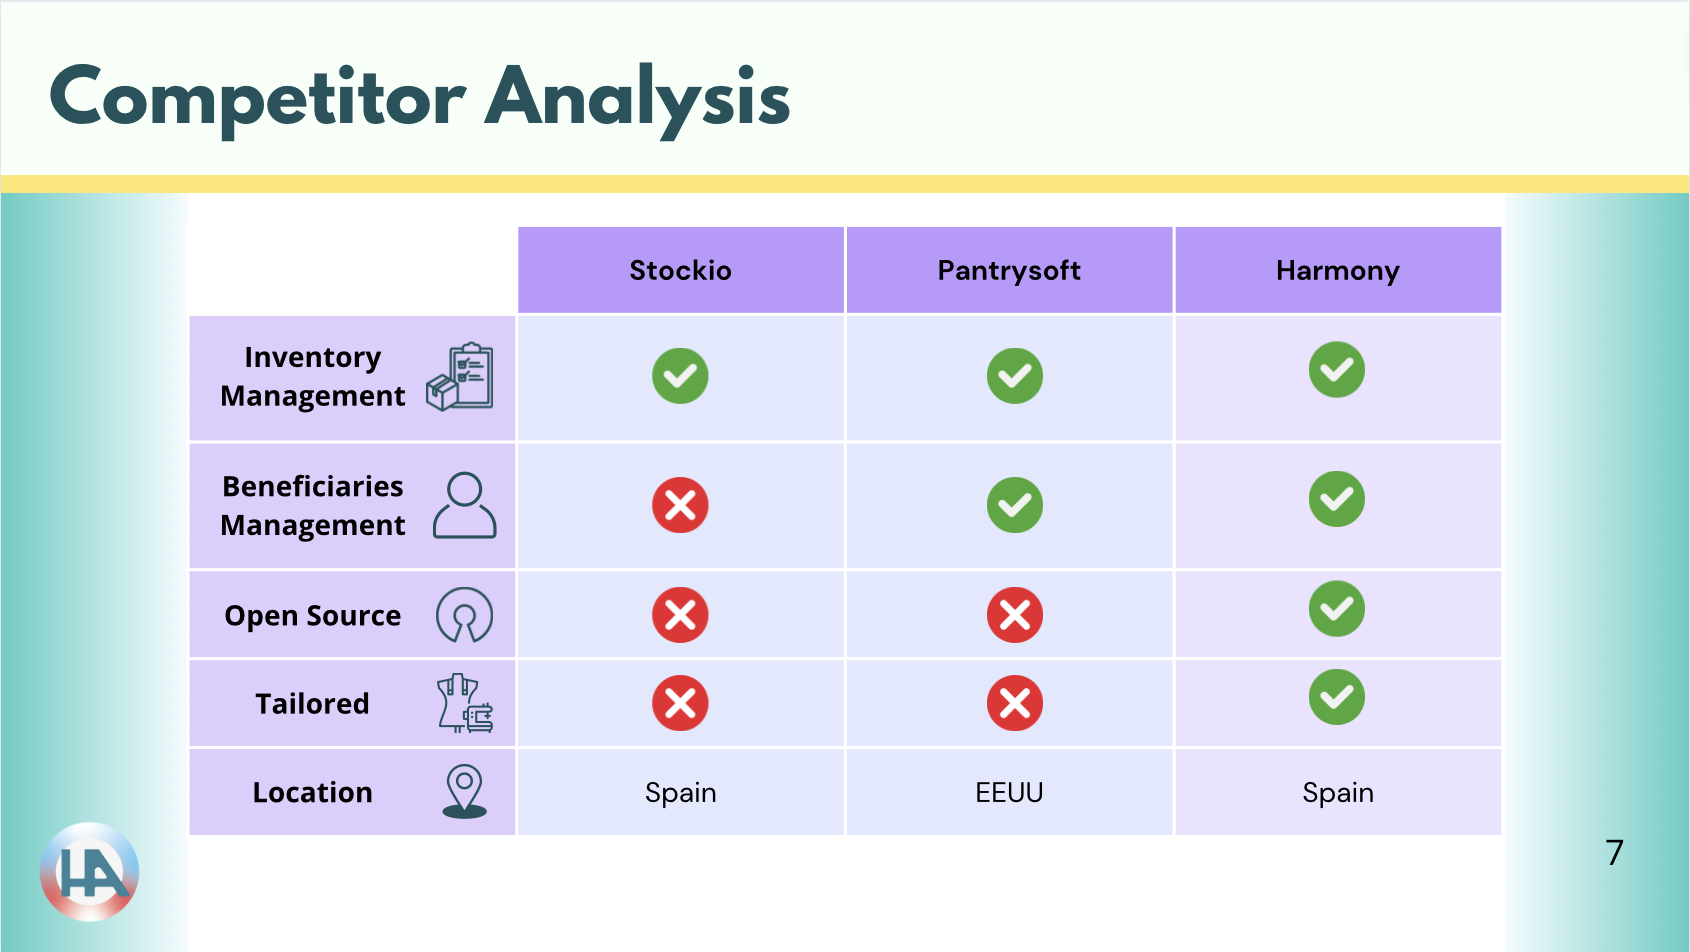 Competitor Analysis
Stockio Pantrysoft Harmony
Inventory
Management
Beneficiaries
Management
Open Source
Tailored
Location Spain EEUU Spain
HA
7